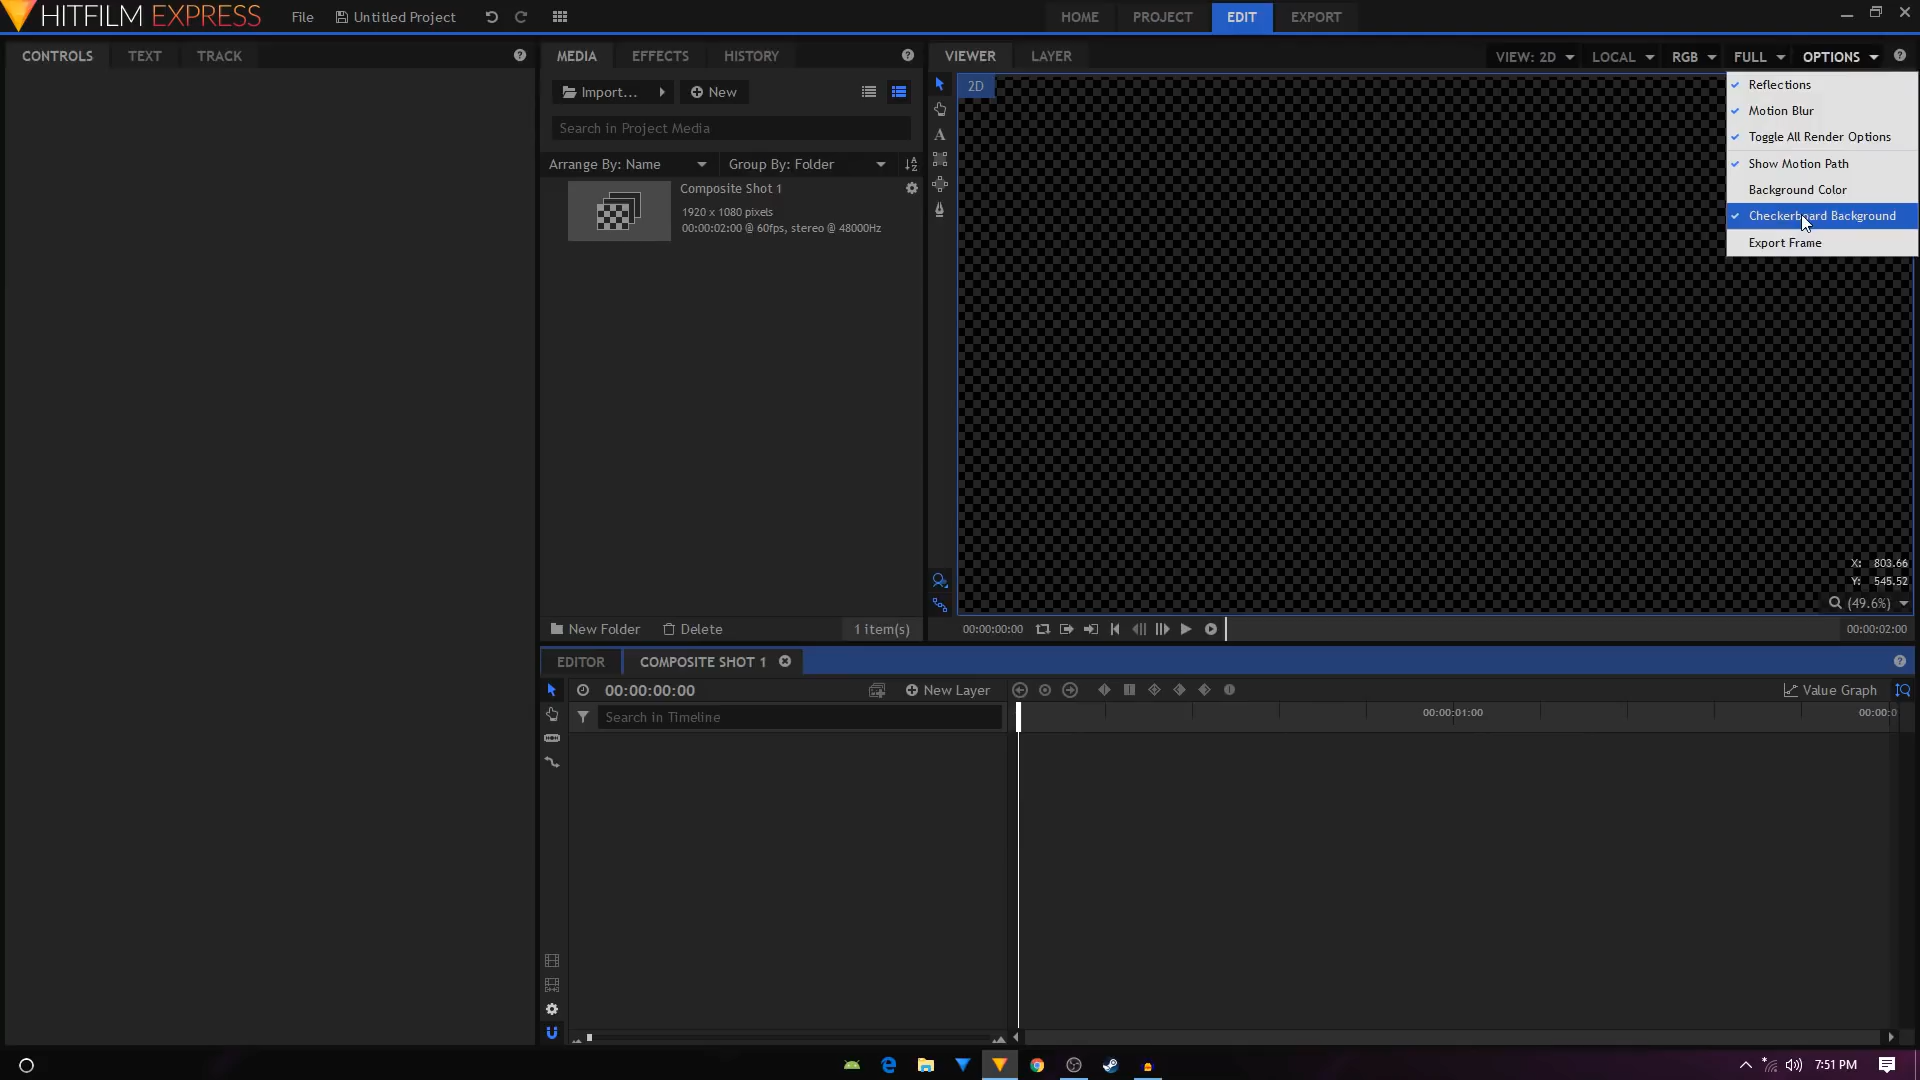 HITFILM EXPRESS
File
Untitled Project
HOME
PROJECT
EDIT
EXPORT
CONTROLS
TEXT
TRACK
MEDIA
EFFECTS
HISTORY
VIEWER
LAYER
VIEW: 2D
LOCAL
RGB
FULL
OPTIONS
Import...
New
Search in Project Media
Arrange By: Name
Group By: Folder
Composite Shot 1
1920 x 1080 pixels
00:00:02:00 @ 60fps, stereo @ 48000Hz
2D
Reflections
Motion Blur
Toggle All Render Options
Show Motion Path
Background Color
Checkerboard Background
Export Frame
X: 803.66
Y: 545.52
(49.6%)
New Folder
Delete
1 item(s)
00:00:00:00
00:00:02:00
EDITOR
COMPOSITE SHOT 1
00:00:00:00
New Layer
Value Graph
Search in Timeline
00:00:01:00
00:00:0
7:51 PM